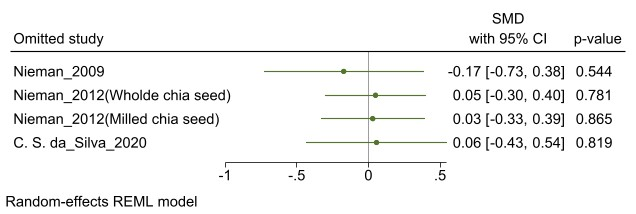 SMD
Omitted study with 95% CI p-value
Nieman_2009 -0.17 [-0.73, 0.38] 0.544
Nieman_2012(Wholde chia seed) 0.05 [-0.30, 0.40] 0.781
Nieman_2012(Milled chia seed) 0.03 [-0.33, 0.39] 0.865
C. S. da_Silva_2020 0.06 [-0.43, 0.54] 0.819
-1 -.5 0 .5
Random-effects REML model